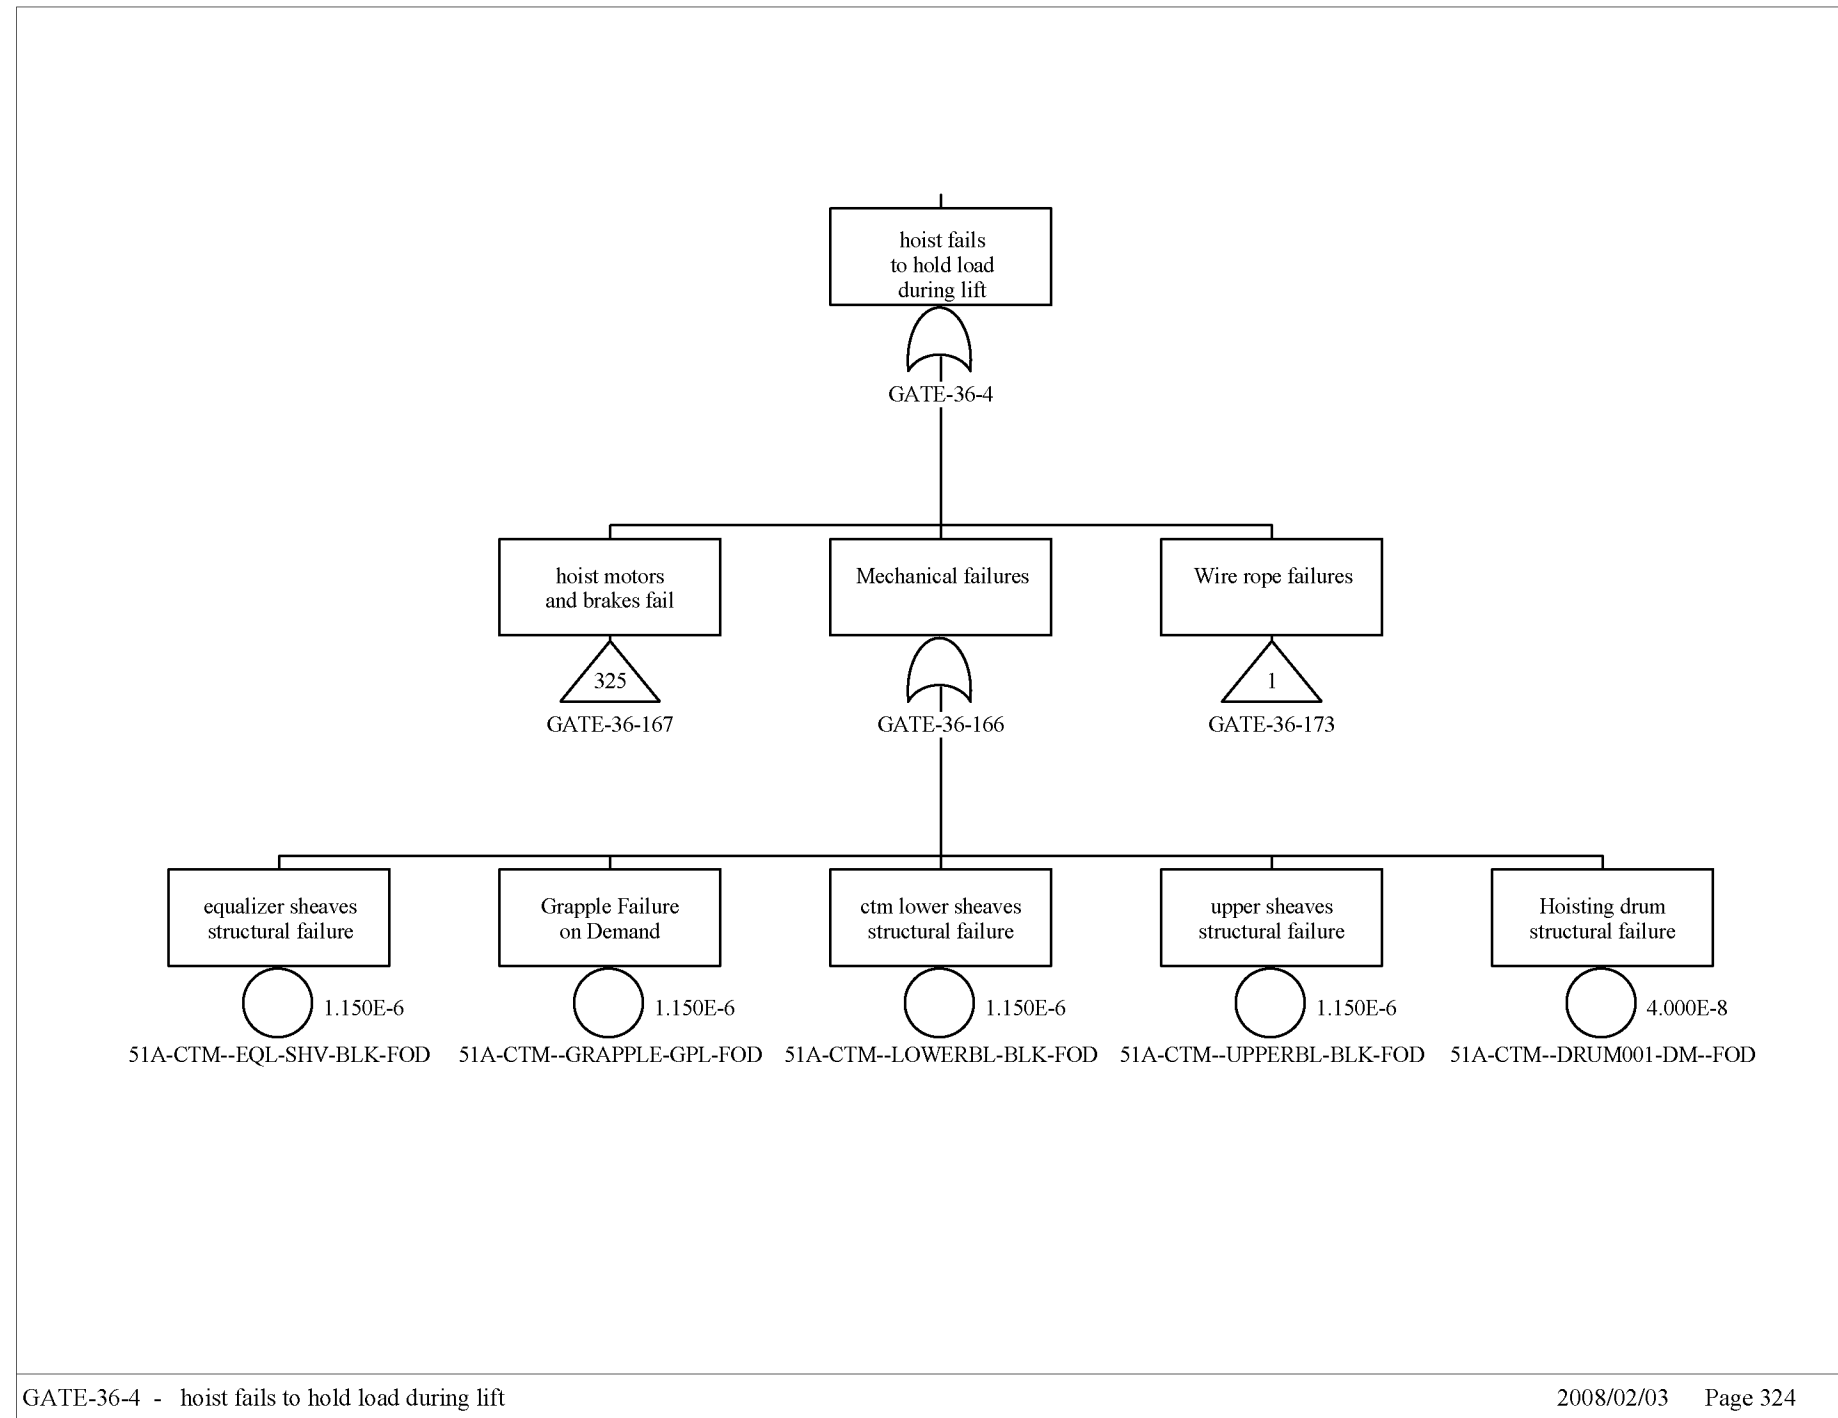 hoist fails
to hold load
during lift
GATE-36-4
hoist motors
and brakes fail
Mechanical failures
Wire rope failures
325
1
GATE-36-167
GATE-36-166
GATE-36-173
equalizer sheaves
structural failure
Grapple Failure
on Demand
ctm lower sheaves
structural failure
upper sheaves
structural failure
Hoisting drum
structural failure
1.150E-6
1.150E-6
1.150E-6
1.150E-6
4.000E-8
51A-CTM--EQL-SHV-BLK-FOD
51A-CTM--GRAPPLE-GPL-FOD
51A-CTM--LOWERBL-BLK-FOD
51A-CTM--UPPERBL-BLK-FOD
51A-CTM--DRUM001-DM--FOD
GATE-36-4 - hoist fails to hold load during lift
2008/02/03 Page 324